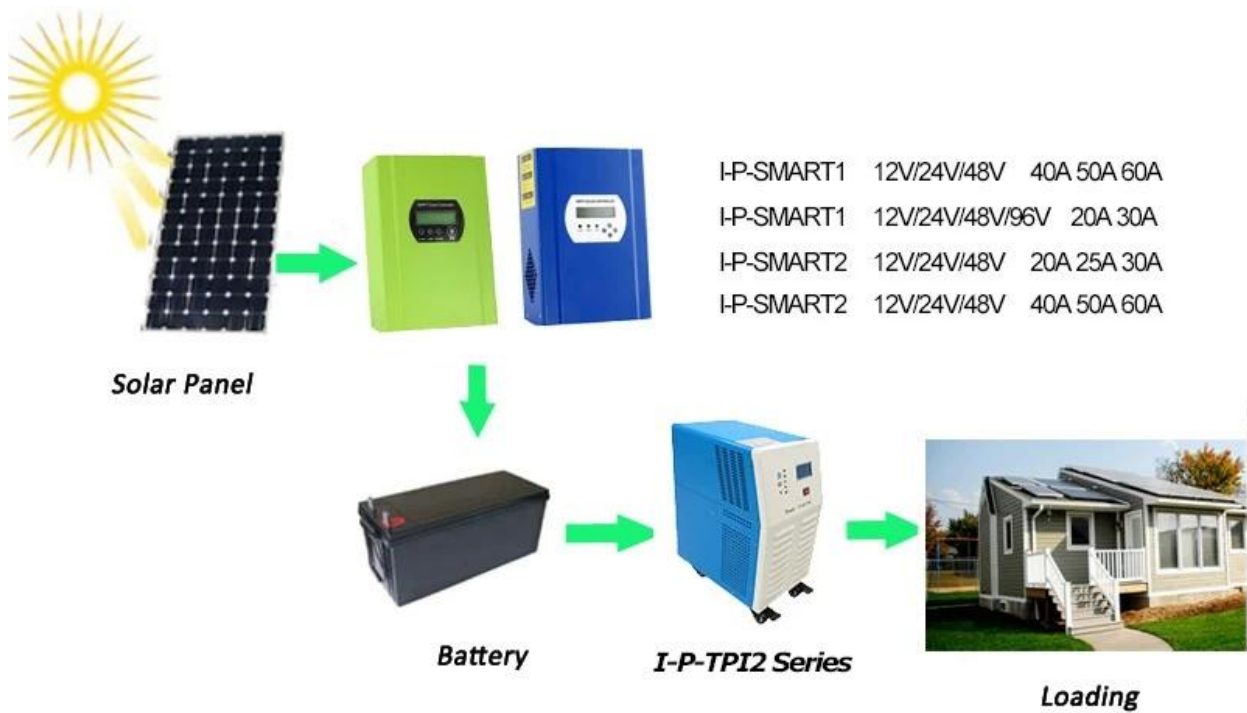 I-P-SMART1 12V/24V/48V 40A 50A 60A
I-P-SMART1 12V/24V/48V/96V 20A 30A
I-P-SMART2 12V/24V/48V 20A 25A 30A
I-P-SMART2 12V/24V/48V 40A 50A 60A
Solar Panel
Battery
I-P-TPI2 Series
Loading